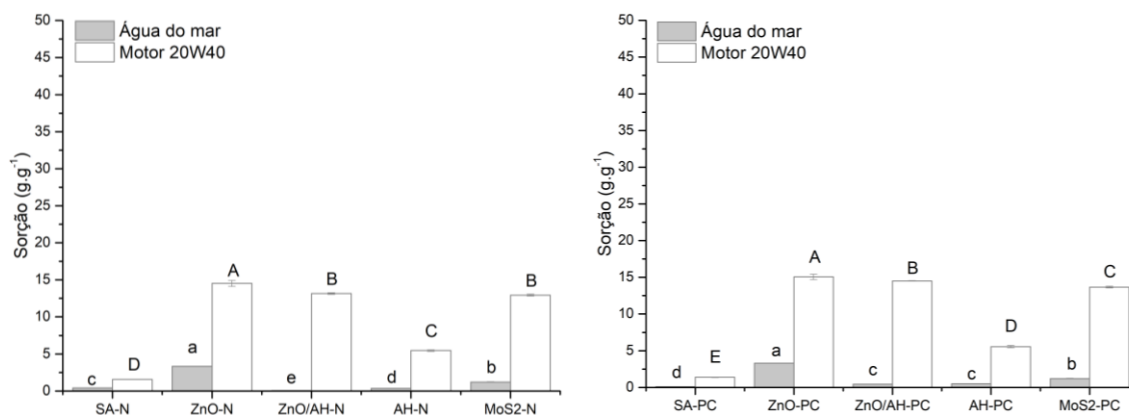 Água do mar
Motor 20W40
Sorção (g.g-1)
50
45
40
35
30
25
20
15
10
5
0
c
D
a
A
e
B
d
C
b
B
SA-N
ZnO-N
ZnO/AH-N
AH-N
MoS2-N
Água do mar
Motor 20W40
Sorção (g.g-1)
50
45
40
35
30
25
20
15
10
5
0
d
E
a
A
c
B
c
D
b
C
SA-PC
ZnO-PC
ZnO/AH-PC
AH-PC
MoS2-PC